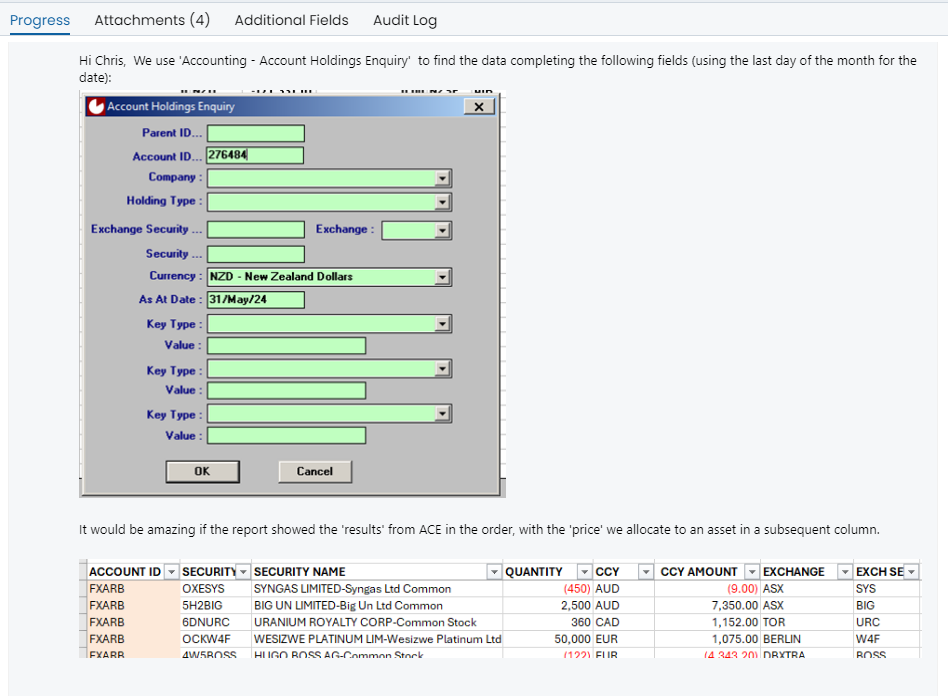 Progress Attachments (4) Additional Fields Audit Log
Hi Chris, We use 'Accounting - Account Holdings Enquiry' to find the data completing the following fields (using the last day of the month for the
date):
Account Holdings Enquiry
Parent ID...
Account ID... 276484
Company :
Holding Type :
Exchange Security ... Exchange :
Security ...
Currency : NZD - New Zealand Dollars
As At Date : 31/May/24
Key Type :
Value :
Key Type :
Value :
Key Type :
Value :
OK Cancel
It would be amazing if the report showed the 'results' from ACE in the order, with the 'price' we allocate to an asset in a subsequent column.
ACCOUNT ID SECURITY SECURITY NAME QUANTITY CCY CCY AMOUNT EXCHANGE EXCH SE
FXARB OXESYS SYNGAS LIMITED-Syngas Ltd Common (450) AUD (9.00) ASX SYS
FXARB 5H2BIG BIG UN LIMITED-Big Un Ltd Common 2,500 AUD 7,350.00 ASX BIG
FXARB 6DNURC URANIUM ROYALTY CORP-Common Stock 360 CAD 1,152.00 TOR URC
FXARB OCKW4F WESIZWE PLATINUM LIM-Wesizwe Platinum Ltd 50,000 EUR 1,075.00 BERLIN W4F
FXARB 4W5BOSS HUGO BOSS AG-Common Stock (122) EUR (4,343.20) DBXTRA BOSS